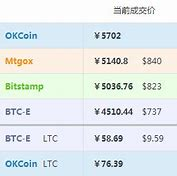 当前成交价
OKCoin ￥5702
Mtgox ￥5140.8 $840
Bitstamp ￥5036.76 $823
BTC-E ￥4510.44 $737
BTC-E LTC ￥58.69 $9.59
OKCoin LTC ￥76.39